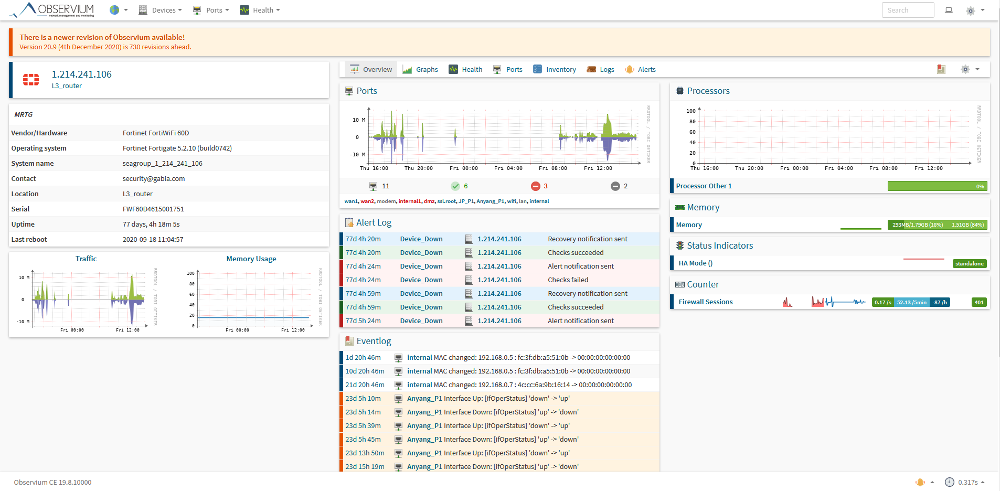 OBSERVIUM
network management and monitoring
Devices
Ports
Health
Search
There is a newer revision of Observium available!
Version 20.9 (4th December 2020) is 730 revisions ahead.
1.214.241.106
L3_router
MRTG
Vendor/Hardware Fortinet FortiWiFi 60D
Operating system Fortinet Fortigate 5.2.10 (build0742)
System name seagroup_1_214_241_106
Contact security@gabia.com
Location L3_router
Serial FWF60D4615001751
Uptime 77 days, 4h 18m 5s
Last reboot 2020-09-18 11:04:57
Traffic
10 M
0
-10 M
Fri 00:00 Fri 12:00
RRDTOOL / TOBI OETIKER
Memory Usage
100
80
60
40
20
0
Fri 00:00 Fri 12:00
RRDTOOL / TOBI OETIKER
Overview Graphs Health Ports Inventory Logs Alerts
Ports
10 M
0
-10 M
Thu 16:00 Thu 20:00 Fri 00:00 Fri 04:00 Fri 08:00 Fri 12:00
RRDTOOL / TOBI OETIKER
11 6 3 2
wan1, wan2, modem, internal1, dmz, ssl.root, JP_P1, Anyang_P1, wifi, lan, internal
Alert Log
77d 4h 20m Device_Down 1.214.241.106 Recovery notification sent
77d 4h 20m Device_Down 1.214.241.106 Checks succeeded
77d 4h 24m Device_Down 1.214.241.106 Alert notification sent
77d 4h 24m Device_Down 1.214.241.106 Checks failed
77d 4h 59m Device_Down 1.214.241.106 Recovery notification sent
77d 4h 59m Device_Down 1.214.241.106 Checks succeeded
77d 5h 24m Device_Down 1.214.241.106 Alert notification sent
Eventlog
1d 20h 46m internal MAC changed: 192.168.0.5 : fc:3f:db:a5:51:0b -> 00:00:00:00:00:00
10d 20h 46m internal MAC changed: 192.168.0.5 : fc:3f:db:a5:51:0b -> 00:00:00:00:00:00
21d 20h 46m internal MAC changed: 192.168.0.7 : 4c:cc:6a:9b:16:14 -> 00:00:00:00:00:00
23d 5h 10m Anyang_P1 Interface Up: [ifOperStatus] 'down' -> 'up'
23d 5h 14m Anyang_P1 Interface Down: [ifOperStatus] 'up' -> 'down'
23d 5h 39m Anyang_P1 Interface Up: [ifOperStatus] 'down' -> 'up'
23d 5h 45m Anyang_P1 Interface Down: [ifOperStatus] 'up' -> 'down'
23d 13h 50m Anyang_P1 Interface Up: [ifOperStatus] 'down' -> 'up'
23d 15h 19m Anyang_P1 Interface Down: [ifOperStatus] 'up' -> 'down'
Processors
100
80
60
40
20
0
Thu 16:00 Thu 20:00 Fri 00:00 Fri 04:00 Fri 08:00 Fri 12:00
RRDTOOL / TOBI OETIKER
Processor Other 1 0%
Memory
Memory 293MB/1.79GB (16%) 1.51GB (84%)
Status Indicators
HA Mode () standalone
Counter
Firewall Sessions 0.17 /s 52.13 /5min -87 /h 401
Observium CE 19.8.10000
0.317s